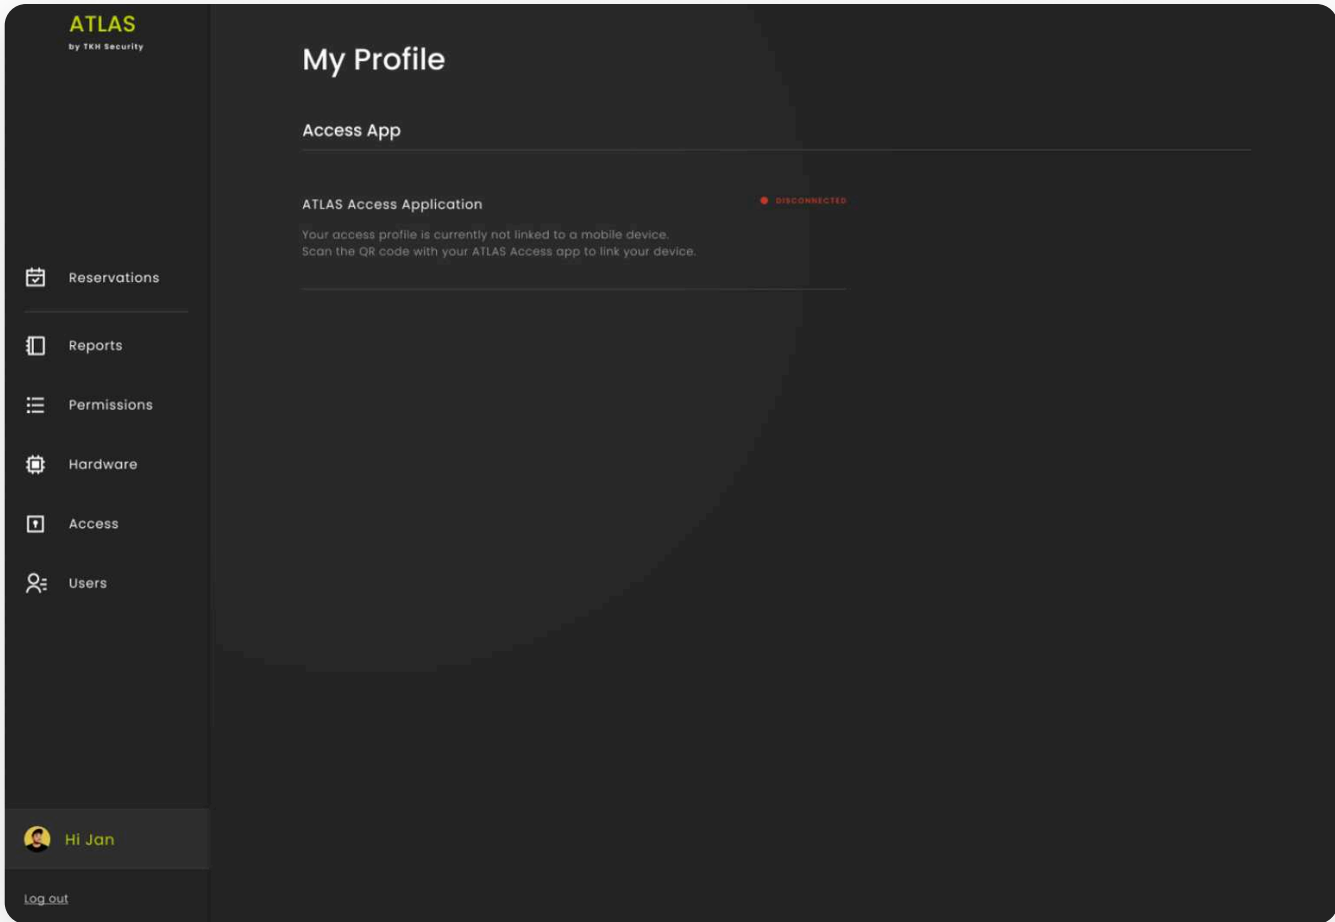 ATLAS
by TKH Security
Reservations
Reports
Permissions
Hardware
Access
Users
Hi Jan
Log out
My Profile
Access App
ATLAS Access Application
DISCONNECTED
Your access profile is currently not linked to a mobile device.
Scan the QR code with your ATLAS Access app to link your device.